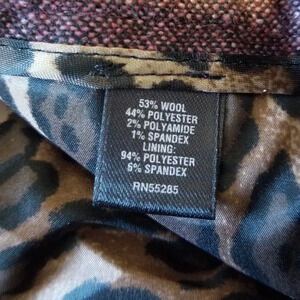 53% WOOL
44% POLYESTER
2% POLYAMIDE
1% SPANDEX
LINING:
94% POLYESTER
6% SPANDEX
RN55285